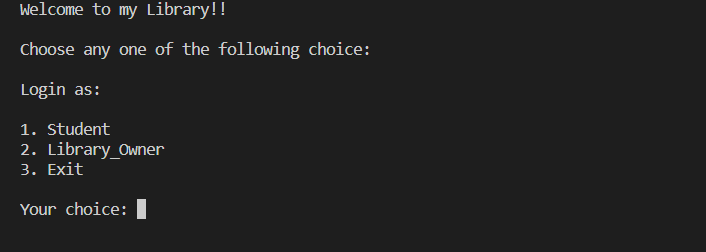 Welcome to my Library!!
Choose any one of the following choice:
Login as:
1. Student
2. Library_Owner
3. Exit
Your choice: